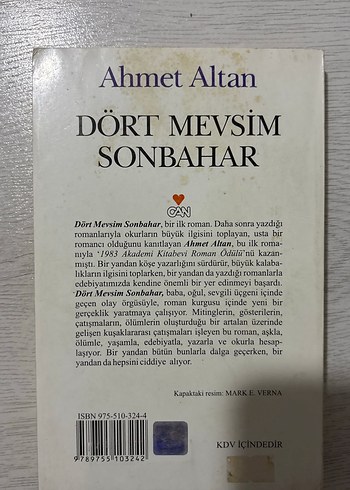 Ahmet Altan
DÖRT MEVSİM
SONBAHAR
CAN
Dört Mevsim Sonbahar, bir ilk roman. Daha sonra yazdığı
romanlarıyla okurların büyük ilgisini toplayan, usta bir
romancı olduğunu kanıtlayan Ahmet Altan, bu ilk roma-
nıyla '1983 Akademi Kitabevi Roman Ödülü'nü kazan-
mıştı. Bir yandan köşe yazarlığını sürdürür, büyük kalaba-
lıkların ilgisini toplarken, bir yandan da yazdığı romanlarla
edebiyatımızda kendine önemli bir yer edinmeyi başardı.
Dört Mevsim Sonbahar, baba, oğul, sevgili üçgeni içinde
geçen olay örgüsüyle, roman kurgusu içinde yeni bir
gerçeklik yaratmaya çalışıyor. Mitinglerin, gösterilerin,
çatışmaların, ölümlerin oluşturduğu bir artalan üzerinde
gelişen kuşaklararası çatışmaları işleyen bu roman, aşkla,
ölümle, yaşamla, edebiyatla, yazarla ve okurla hesap-
laşıyor. Bir yandan bütün bunlarla dalga geçerken, bir
yandan da hepsini ciddiye alıyor.
Kapaktaki resim: MARK E. VERNA
ISBN 975-510-324-4
9789755103242
KDV İÇİNDEDİR